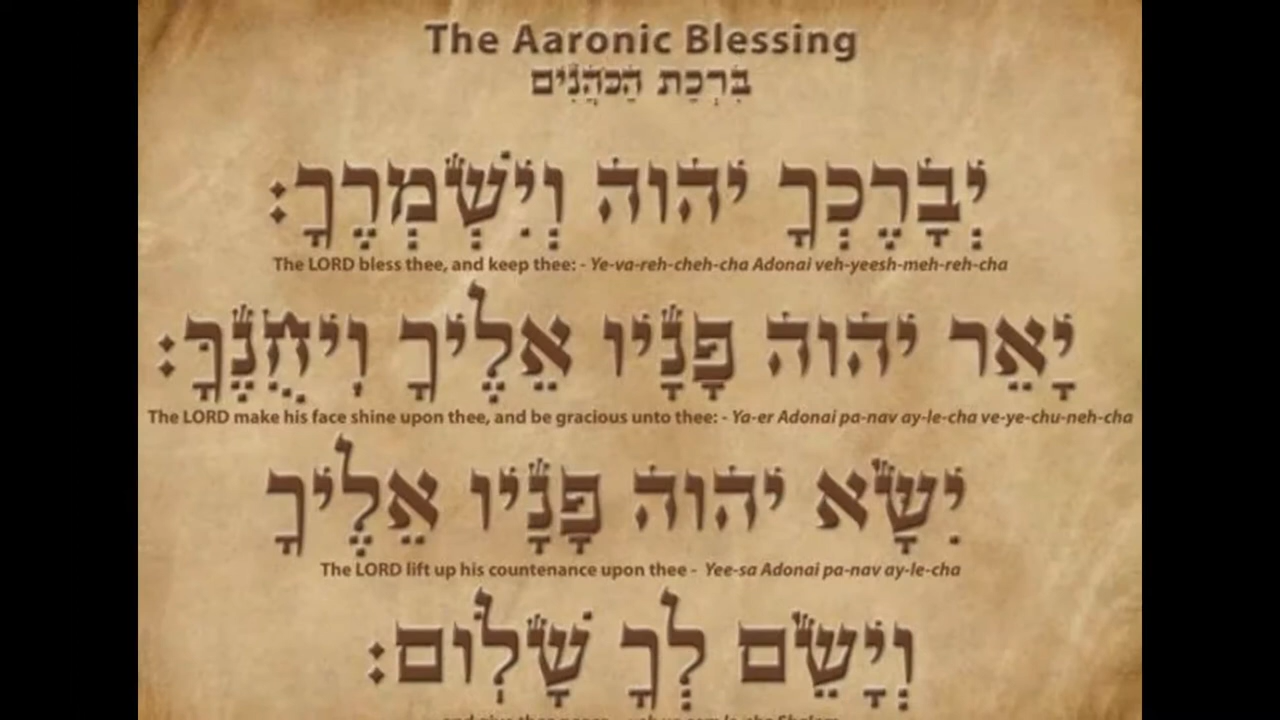 The Aaronic Blessing
בִּרְכַּת הַכֹּהֲנִים
יְבָרֶכְךָ יהוה וְיִשְׁמְרֶךָ׃
The LORD bless thee, and keep thee: - Ye-va-reh-cheh-cha Adonai veh-yeesh-meh-reh-cha
יָאֵר יהוה פָּנָיו אֵלֶיךָ וִיחֻנֶּךָּ׃
The LORD make his face shine upon thee, and be gracious unto thee: - Ya-er Adonai pa-nav ay-le-cha ve-ye-chu-neh-cha
יִשָּׂא יהוה פָּנָיו אֵלֶיךָ
The LORD lift up his countenance upon thee - Yee-sa Adonai pa-nav ay-le-cha
וְיָשֵׂם לְךָ שָׁלוֹם׃